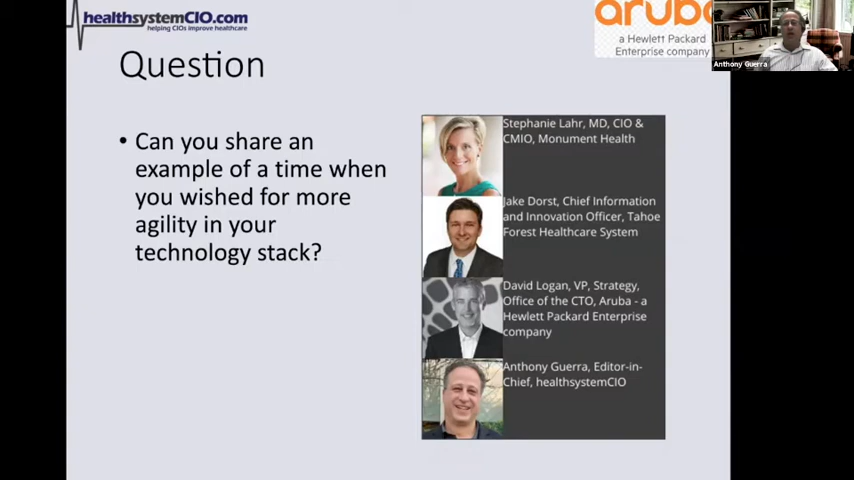 healthsystemCIO.com
helping CIOs improve healthcare
aruba
a Hewlett Packard
Enterprise company
Anthony Guerra
Question
• Can you share an
example of a time when
you wished for more
agility in your
technology stack?
Stephanie Lahr, MD, CIO &
CMIO, Monument Health
Jake Dorst, Chief Information
and Innovation Officer, Tahoe
Forest Healthcare System
David Logan, VP, Strategy,
Office of the CTO, Aruba - a
Hewlett Packard Enterprise
company
Anthony Guerra, Editor-in-
Chief, healthsystemCIO